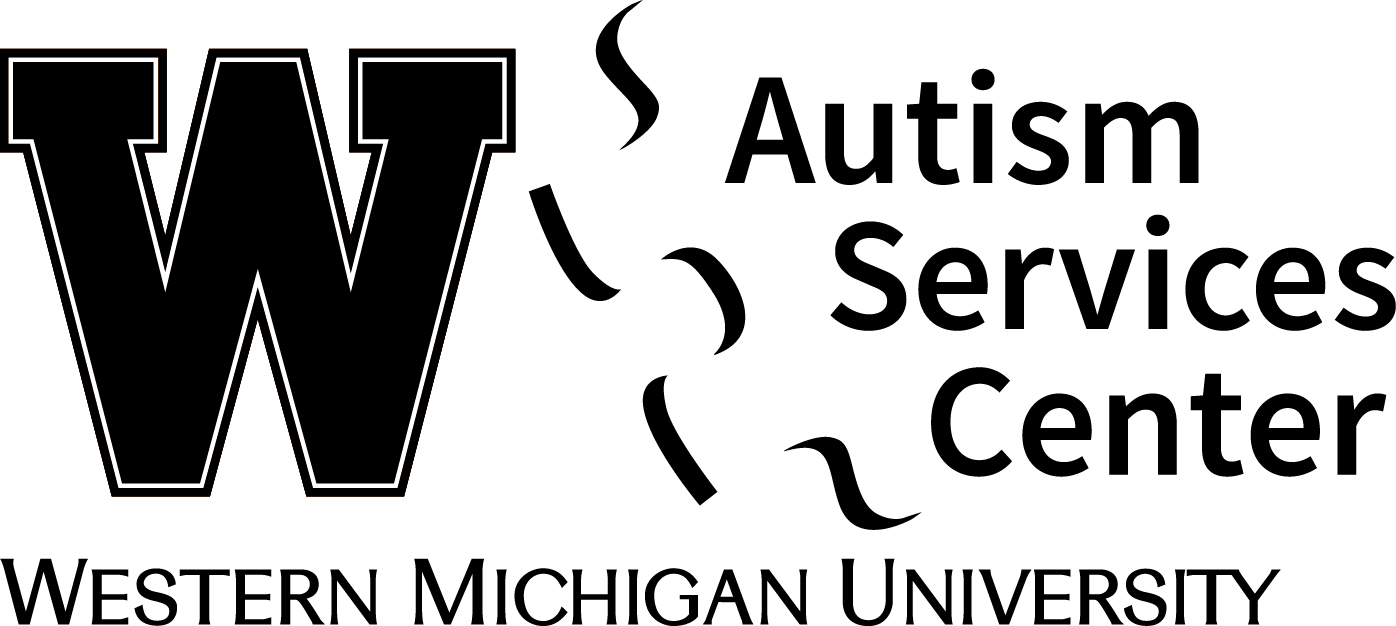 W
Autism
Services
Center
WESTERN MICHIGAN UNIVERSITY